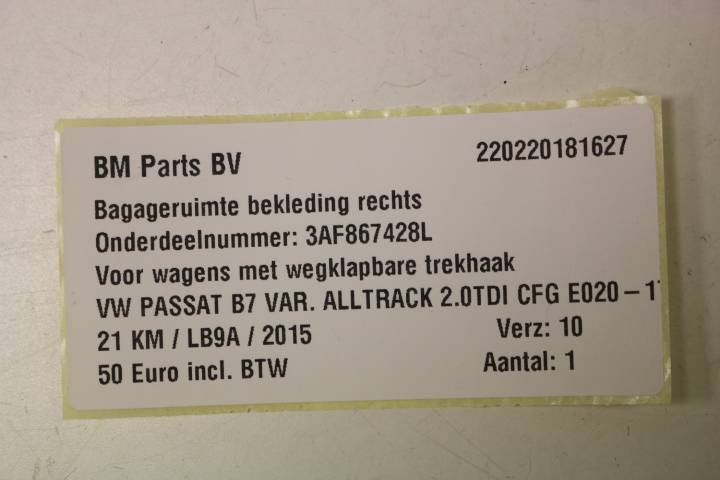 BM Parts BV 220220181627
Bagageruimte bekleding rechts
Onderdeelnummer: 3AF867428L
Voor wagens met wegklapbare trekhaak
VW PASSAT B7 VAR. ALLTRACK 2.0TDI CFG E020 – 1
21 KM / LB9A / 2015 Verz: 10
50 Euro incl. BTW Aantal: 1